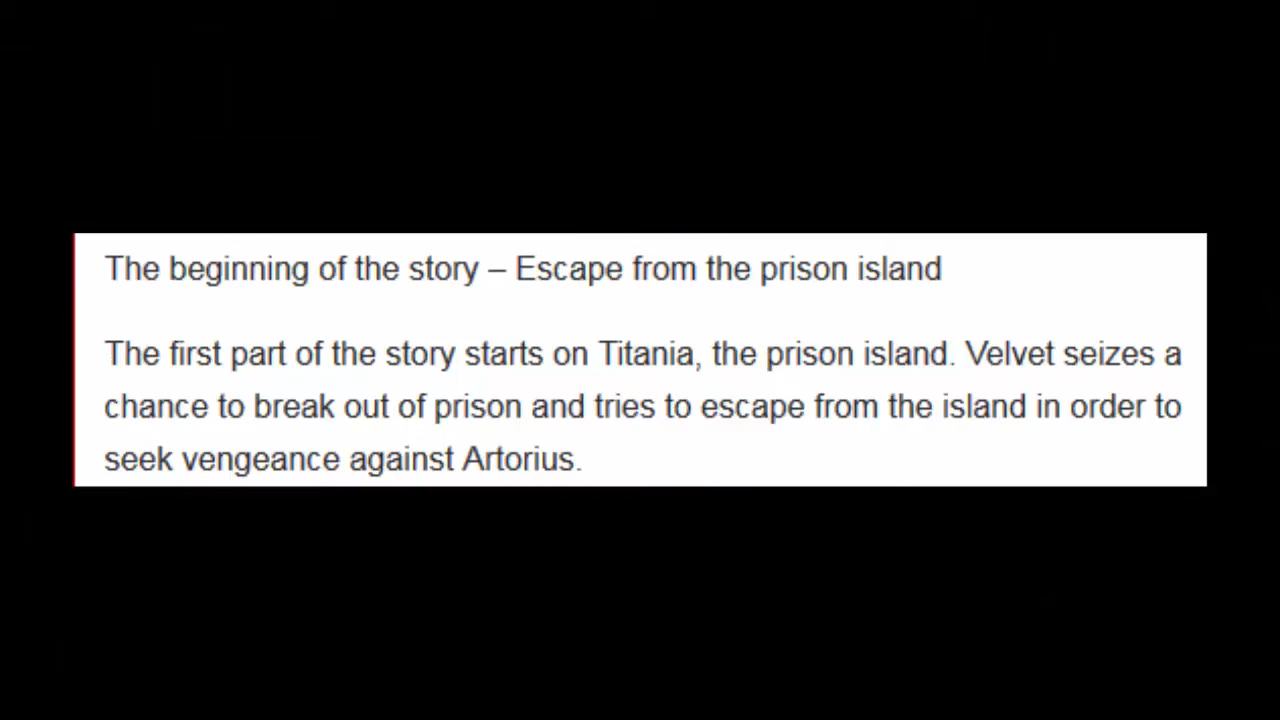 The beginning of the story – Escape from the prison island
The first part of the story starts on Titania, the prison island. Velvet seizes a
chance to break out of prison and tries to escape from the island in order to
seek vengeance against Artorius.